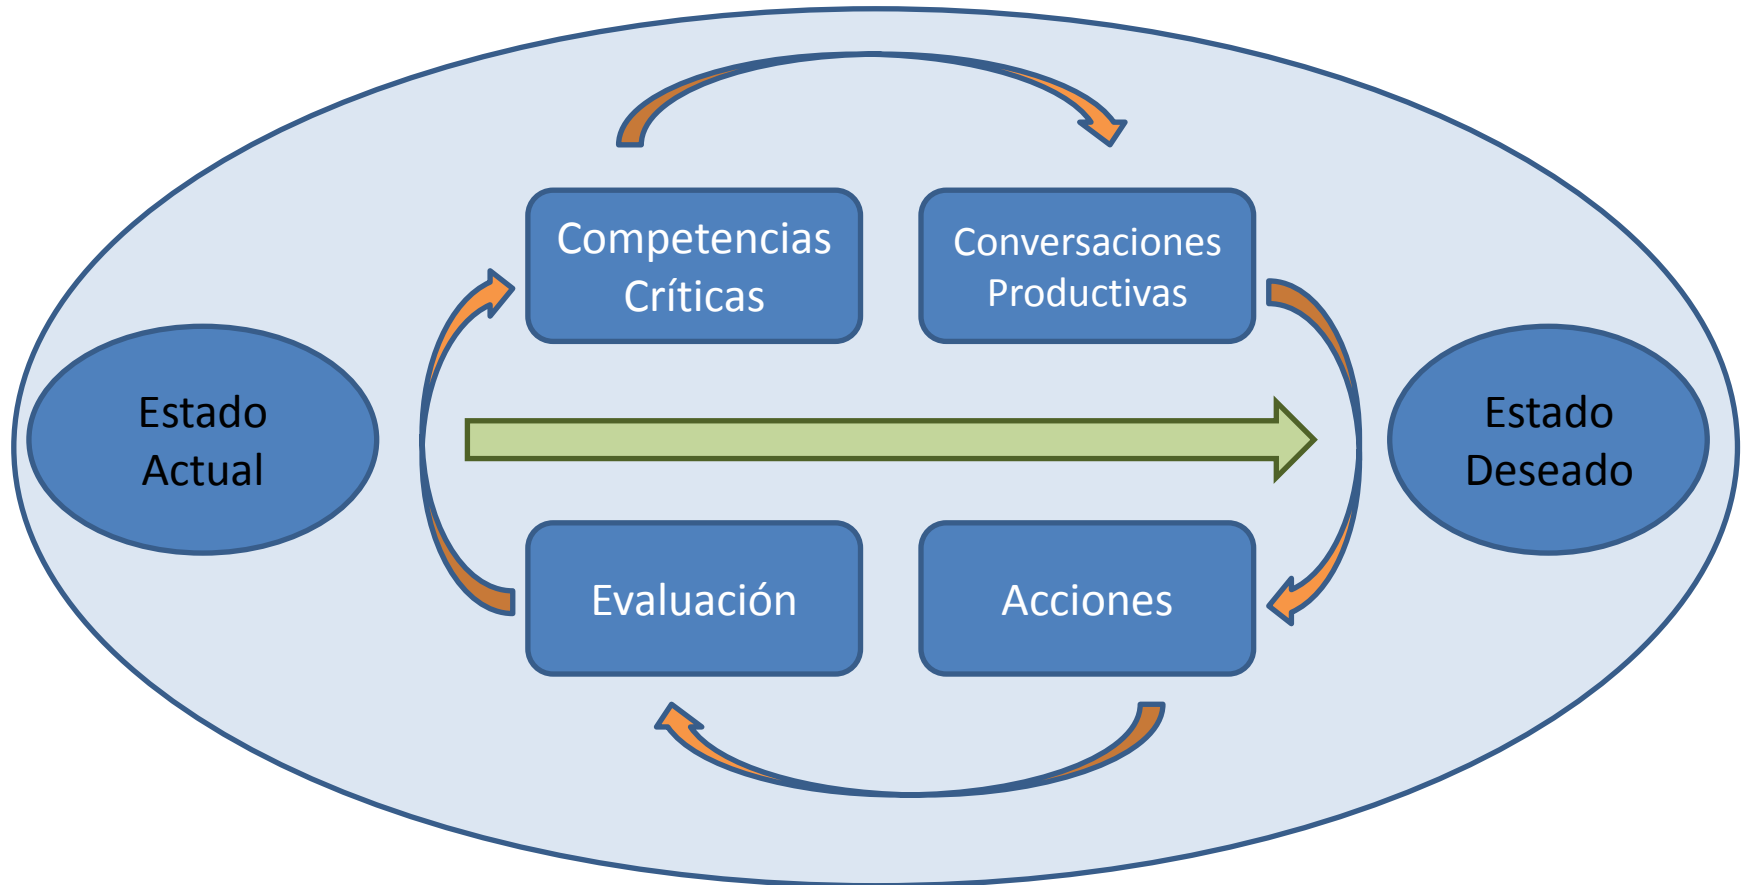 Competencias
Críticas
Conversaciones
Productivas
Estado
Actual
Estado
Deseado
Evaluación
Acciones